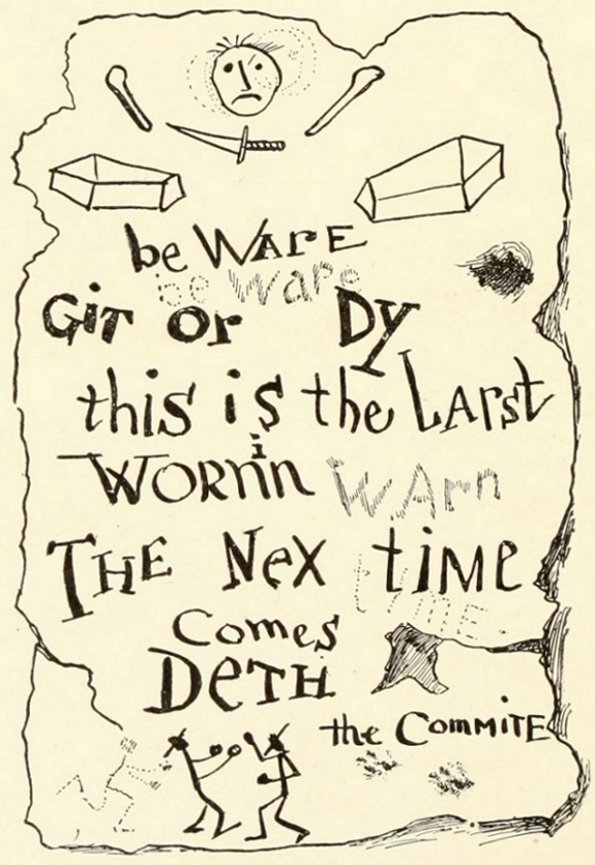 be WArE
be Ware
GiT or DY
this is the LArst
WORNin WArn
THE Nex tiMe
time
Comes
DeTH
the CommiTE